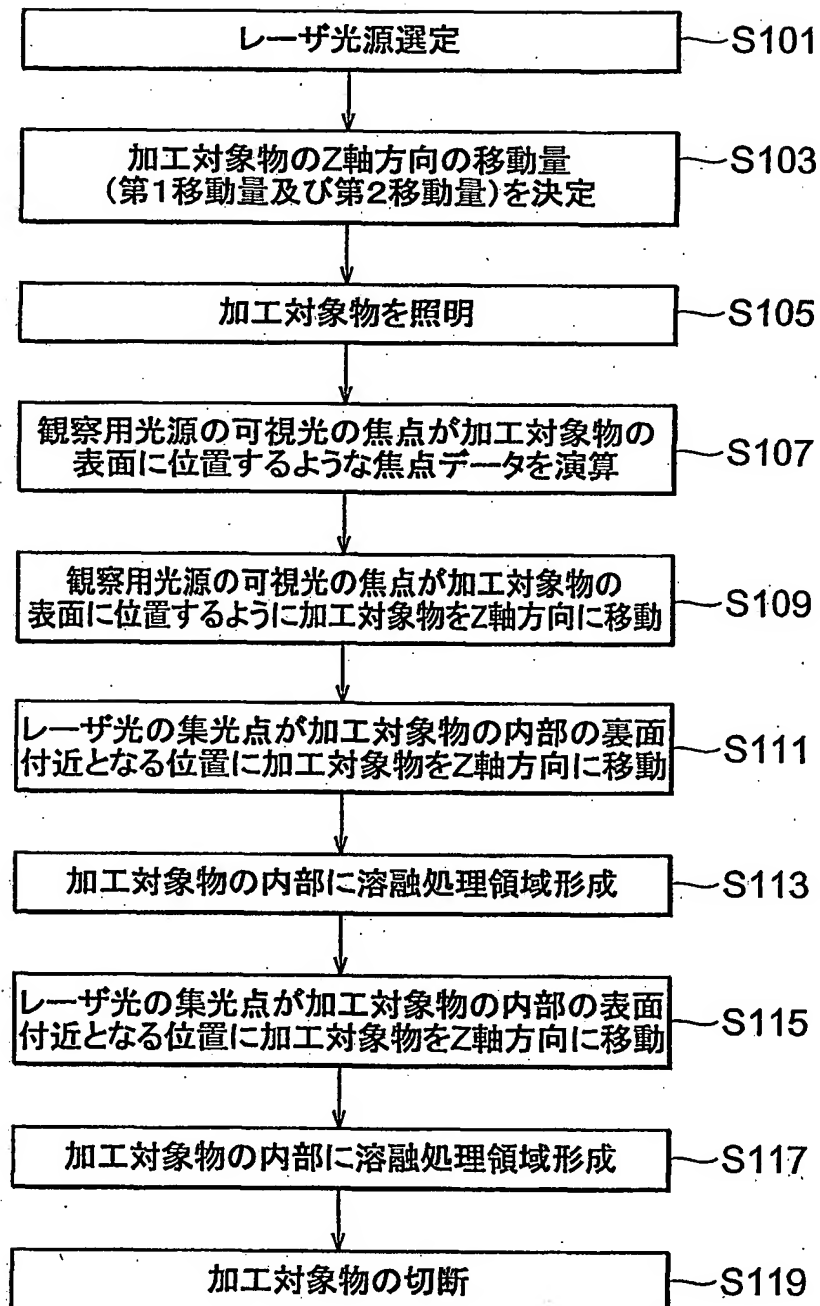 レーザ光源選定
S101
加工対象物のZ軸方向の移動量
(第1移動量及び第2移動量)を決定
S103
加工対象物を照明
S105
観察用光源の可視光の焦点が加工対象物の
表面に位置するような焦点データを演算
S107
観察用光源の可視光の焦点が加工対象物の
表面に位置するように加工対象物をZ軸方向に移動
S109
レーザ光の集光点が加工対象物の内部の裏面
付近となる位置に加工対象物をZ軸方向に移動
S111
加工対象物の内部に溶融処理領域形成
S113
レーザ光の集光点が加工対象物の内部の表面
付近となる位置に加工対象物をZ軸方向に移動
S115
加工対象物の内部に溶融処理領域形成
S117
加工対象物の切断
S119